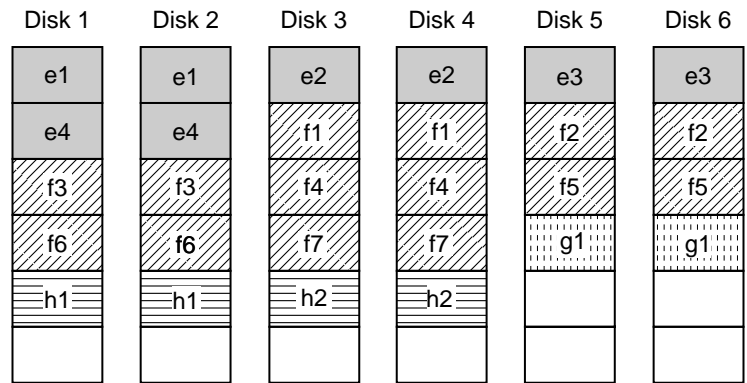 Disk 1 Disk 2 Disk 3 Disk 4 Disk 5 Disk 6
e1 e1 e2 e2 e3 e3
e4 e4 f1 f1 f2 f2
f3 f3 f4 f4 f5 f5
f6 f6 f7 f7 g1 g1
h1 h1 h2 h2